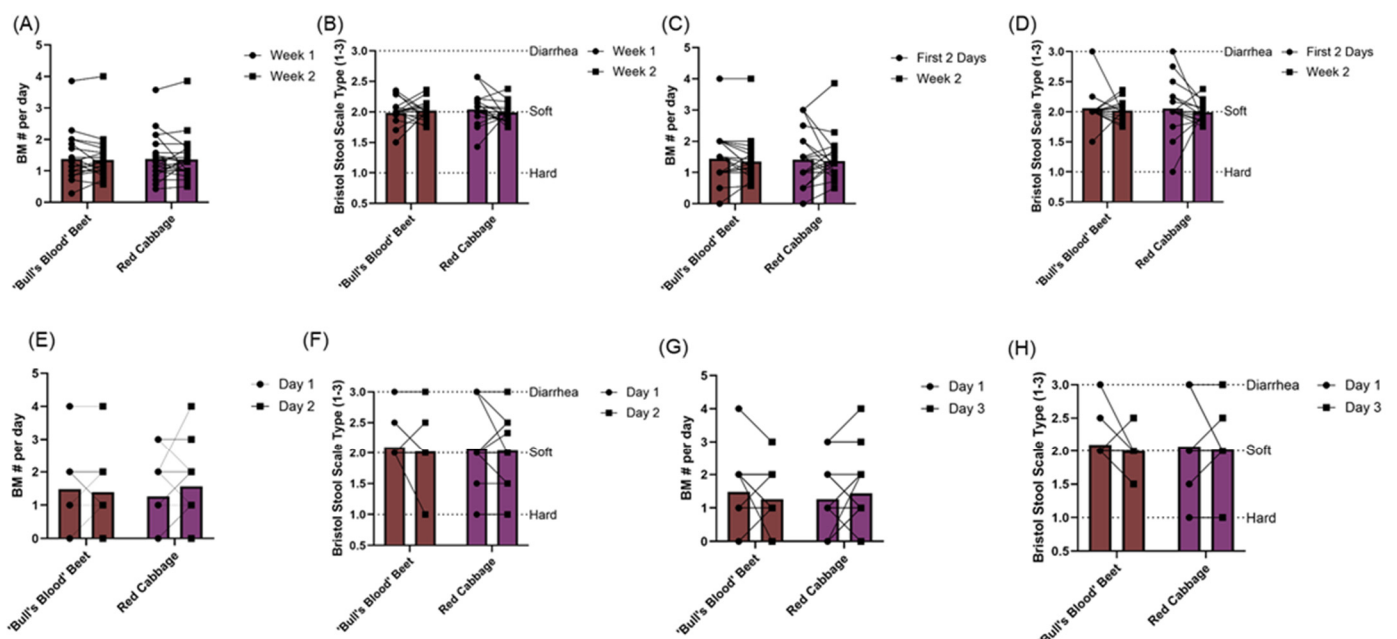 (A)
BM # per day
5
4
3
2
1
0
'Bull's Blood' Beet
Red Cabbage
Week 1
Week 2
(B)
Bristol Stool Scale Type (1-3)
3.0
2.5
2.0
1.5
1.0
0.5
Diarrhea
Soft
Hard
Week 1
Week 2
'Bull's Blood' Beet
Red Cabbage
(C)
BM # per day
5
4
3
2
1
0
'Bull's Blood' Beet
Red Cabbage
First 2 Days
Week 2
(D)
Bristol Stool Scale Type (1-3)
3.0
2.5
2.0
1.5
1.0
0.5
Diarrhea
Soft
Hard
First 2 Days
Week 2
'Bull's Blood' Beet
Red Cabbage
(E)
BM # per day
5
4
3
2
1
0
'Bull's Blood' Beet
Red Cabbage
Day 1
Day 2
(F)
Bristol Stool Scale Type (1-3)
3.0
2.5
2.0
1.5
1.0
0.5
Diarrhea
Soft
Hard
Day 1
Day 2
'Bull's Blood' Beet
Red Cabbage
(G)
BM # per day
5
4
3
2
1
0
'Bull's Blood' Beet
Red Cabbage
Day 1
Day 3
(H)
Bristol Stool Scale Type (1-3)
3.0
2.5
2.0
1.5
1.0
0.5
Diarrhea
Soft
Hard
Day 1
Day 3
'Bull's Blood' Beet
Red Cabbage